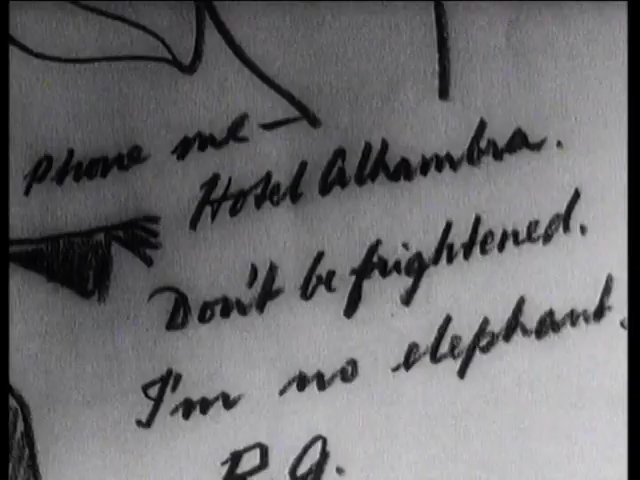 Phone me —
Hotel Alhambra.
Don't be frightened.
I'm no elephant.
P.G.